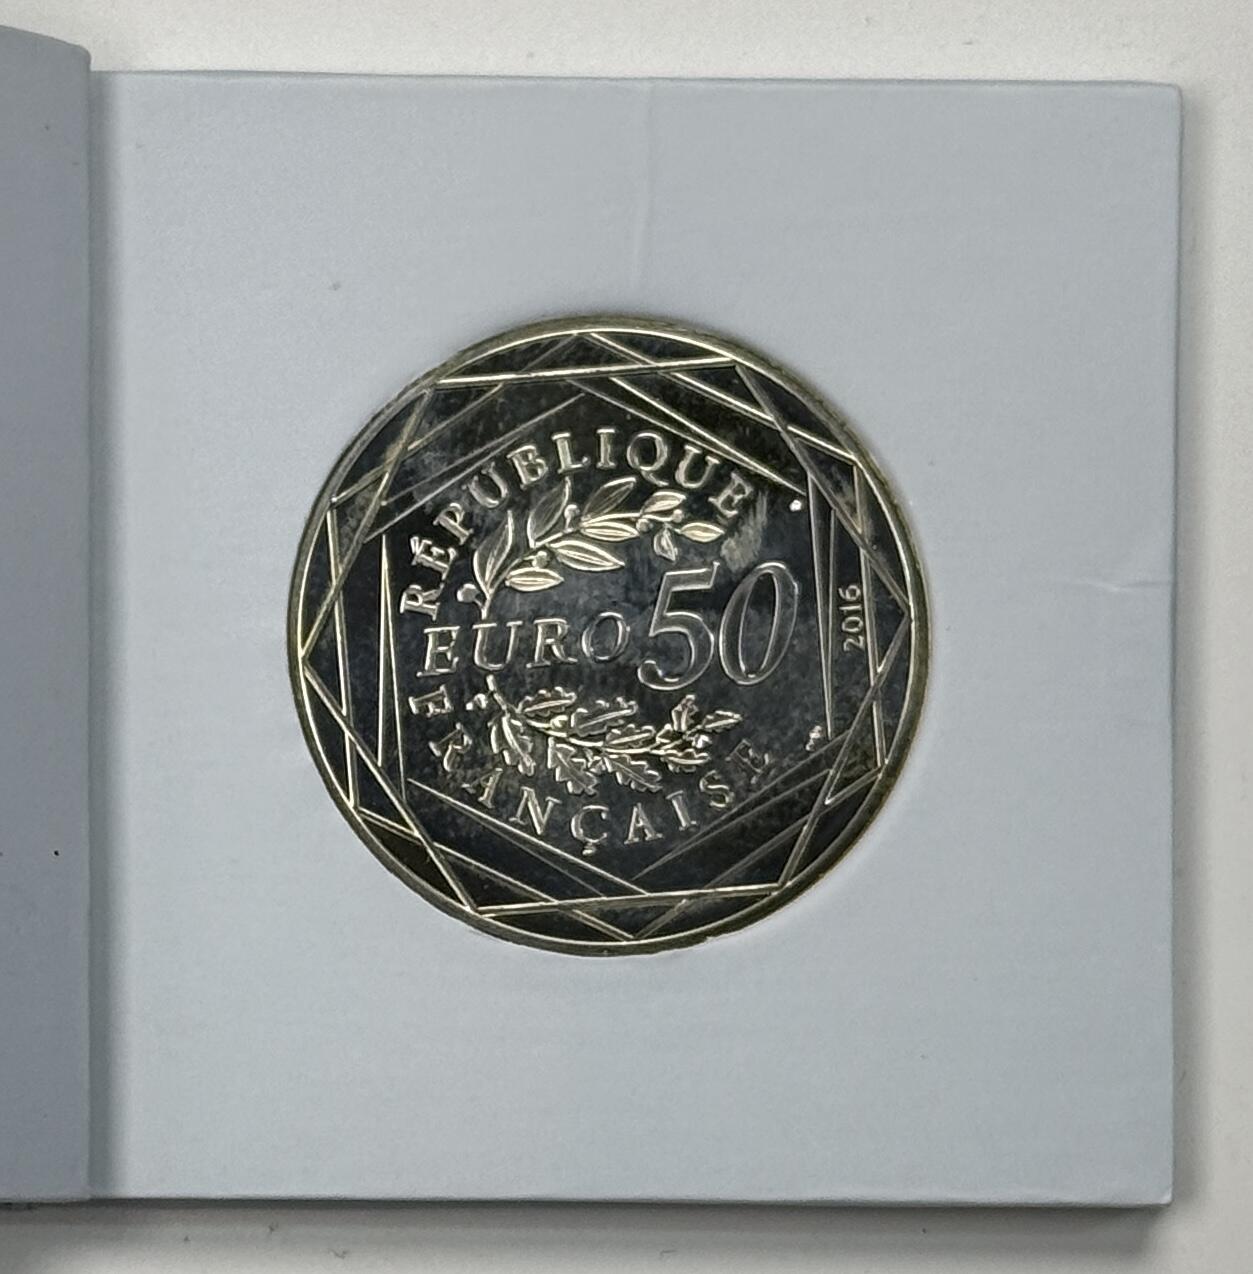 RÉPUBLIQUE
EURO 50
2016
FRANÇAISE